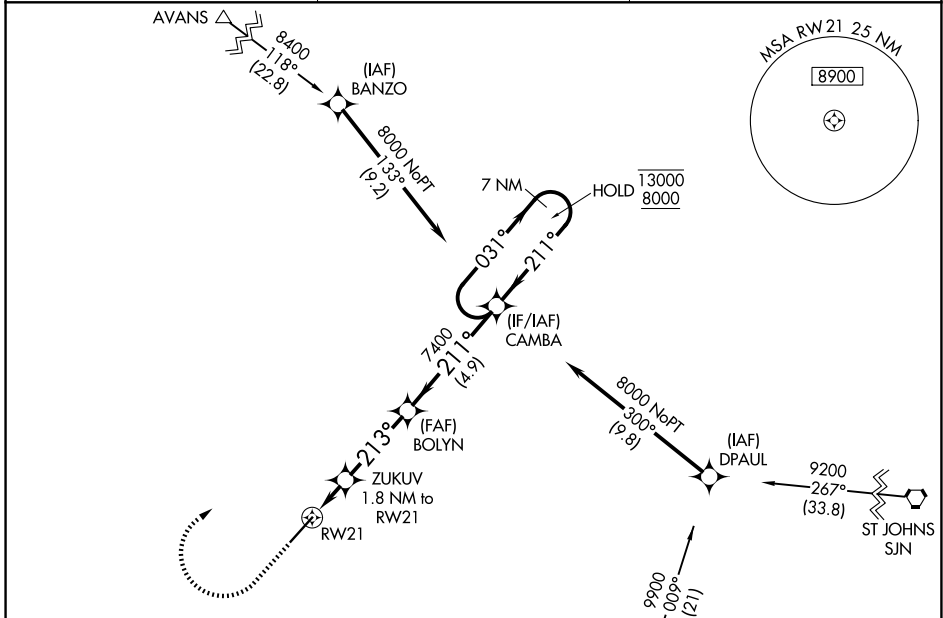 AVANS
8400
118°
(22.8)
(IAF)
BANZO
8000 NoPT
133°
(9.2)
MSA RW21 25 NM
8900
7 NM
HOLD
13000
8000
031°
211°
(IF/IAF)
CAMBA
7400
211°
(4.9)
(FAF)
BOLYN
213°
ZUKUV
1.8 NM to
RW21
RW21
8000 NoPT
300°
(9.8)
(IAF)
DPAUL
9200
267°
(33.8)
ST JOHNS
SJN
9900
009°
(21)